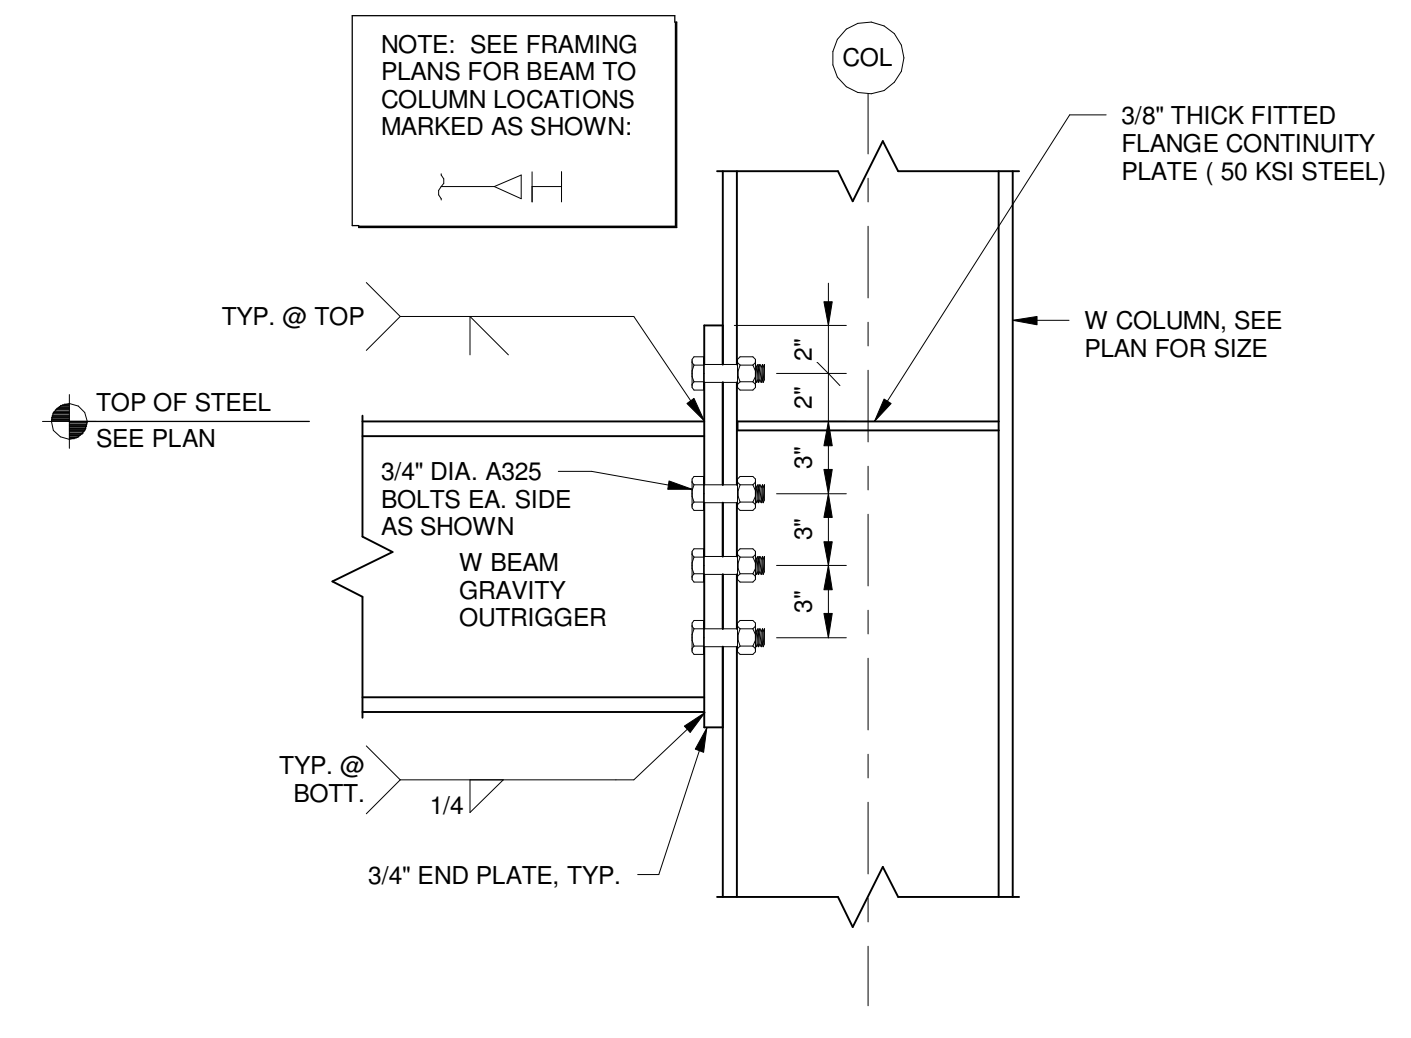 NOTE: SEE FRAMING
PLANS FOR BEAM TO
COLUMN LOCATIONS
MARKED AS SHOWN:
COL
3/8" THICK FITTED
FLANGE CONTINUITY
PLATE ( 50 KSI STEEL)
TYP. @ TOP
W COLUMN, SEE
PLAN FOR SIZE
2"
2"
TOP OF STEEL
SEE PLAN
3/4" DIA. A325
BOLTS EA. SIDE
AS SHOWN
3"
3"
3"
W BEAM
GRAVITY
OUTRIGGER
TYP. @
BOTT.
1/4
3/4" END PLATE, TYP.